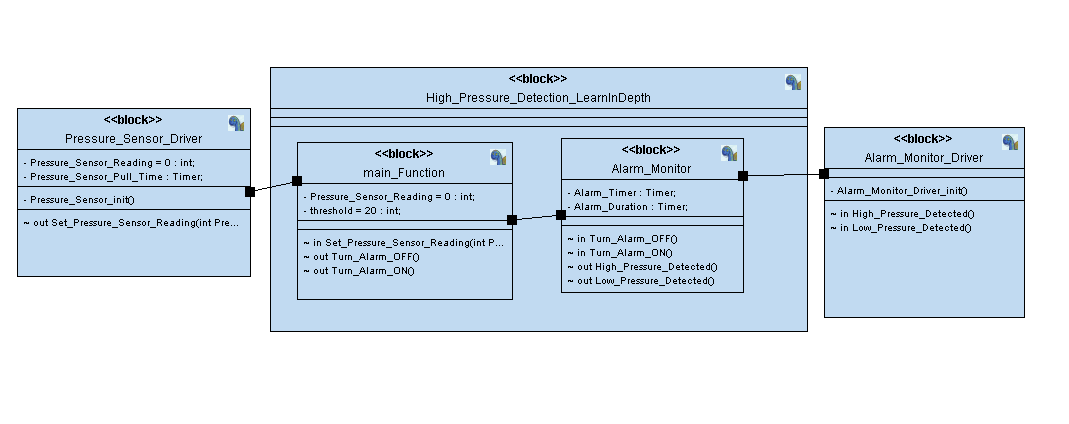 <<block>>
Pressure_Sensor_Driver
- Pressure_Sensor_Reading = 0 : int;
- Pressure_Sensor_Pull_Time : Timer;
- Pressure_Sensor_init()
~ out Set_Pressure_Sensor_Reading(int Pre...
<<block>>
High_Pressure_Detection_LearnInDepth
<<block>>
main_Function
- Pressure_Sensor_Reading = 0 : int;
- threshold = 20 : int;
~ in Set_Pressure_Sensor_Reading(int P...
~ out Turn_Alarm_OFF()
~ out Turn_Alarm_ON()
<<block>>
Alarm_Monitor
- Alarm_Timer : Timer;
- Alarm_Duration : Timer;
~ in Turn_Alarm_OFF()
~ in Turn_Alarm_ON()
~ out High_Pressure_Detected()
~ out Low_Pressure_Detected()
<<block>>
Alarm_Monitor_Driver
- Alarm_Monitor_Driver_init()
~ in High_Pressure_Detected()
~ in Low_Pressure_Detected()